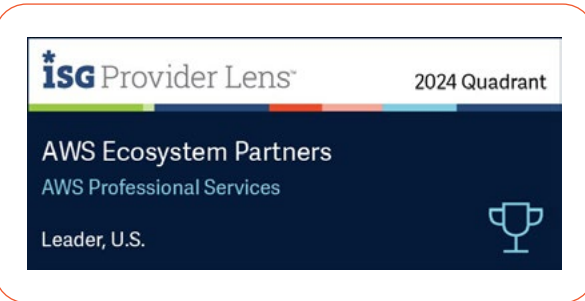 ISG Provider Lens™
2024 Quadrant
AWS Ecosystem Partners
AWS Professional Services
Leader, U.S.